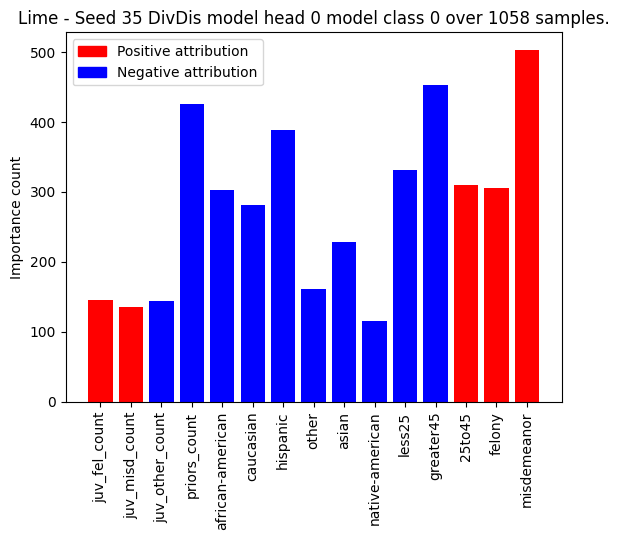 Lime - Seed 35 DivDis model head 0 model class 0 over 1058 samples.
Positive attribution
Negative attribution
Importance count
500
400
300
200
100
0
juv_fel_count
juv_misd_count
juv_other_count
priors_count
african-american
caucasian
hispanic
other
asian
native-american
less25
greater45
25to45
felony
misdemeanor